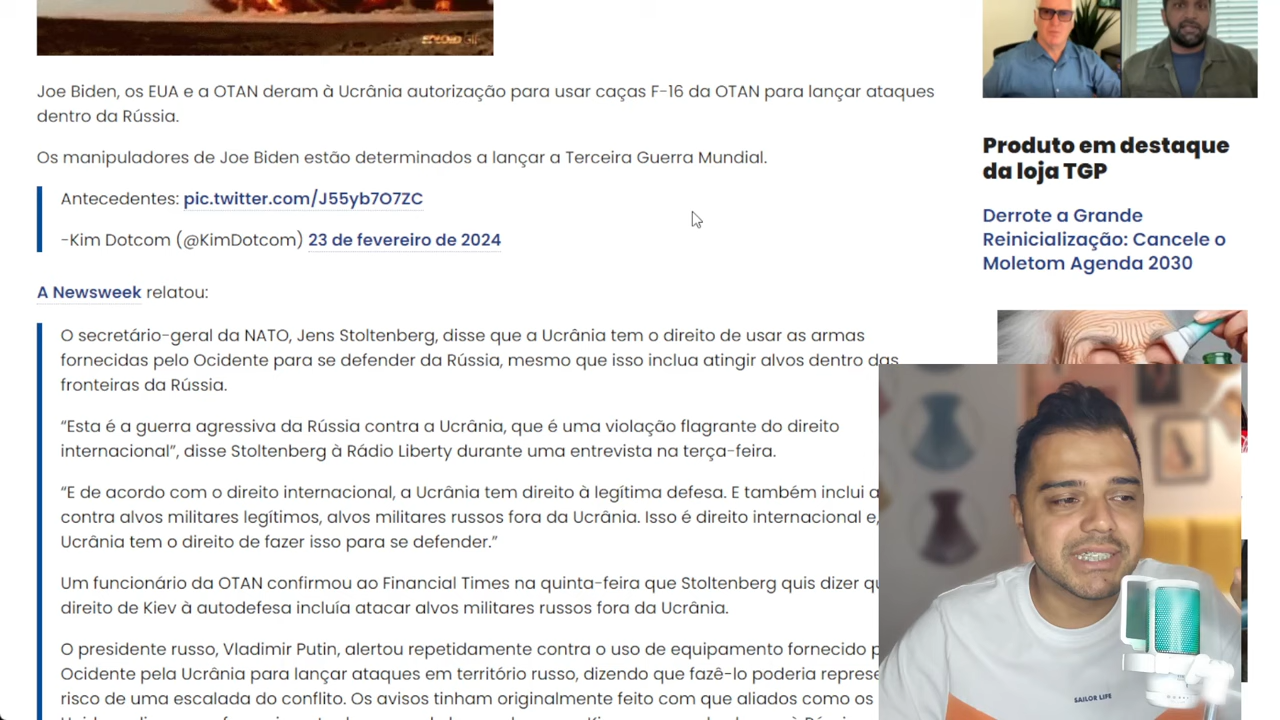 Joe Biden, os EUA e a OTAN deram à Ucrânia autorização para usar caças F-16 da OTAN para lançar ataques
dentro da Rússia.
Os manipuladores de Joe Biden estão determinados a lançar a Terceira Guerra Mundial.
Antecedentes: pic.twitter.com/J55yb7O7ZC
-Kim Dotcom (@KimDotcom) 23 de fevereiro de 2024
A Newsweek relatou:
O secretário-geral da NATO, Jens Stoltenberg, disse que a Ucrânia tem o direito de usar as armas
fornecidas pelo Ocidente para se defender da Rússia, mesmo que isso inclua atingir alvos dentro das
fronteiras da Rússia.
“Esta é a guerra agressiva da Rússia contra a Ucrânia, que é uma violação flagrante do direito
internacional”, disse Stoltenberg à Rádio Liberty durante uma entrevista na terça-feira.
“E de acordo com o direito internacional, a Ucrânia tem direito à legítima defesa. E também inclui
contra alvos militares legítimos, alvos militares russos fora da Ucrânia. Isso é direito internacional e,
Ucrânia tem o direito de fazer isso para se defender.”
Um funcionário da OTAN confirmou ao Financial Times na quinta-feira que Stoltenberg quis dizer
direito de Kiev à autodefesa incluía atacar alvos militares russos fora da Ucrânia.
O presidente russo, Vladimir Putin, alertou repetidamente contra o uso de equipamento fornecido
Ocidente pela Ucrânia para lançar ataques em território russo, dizendo que fazê-lo poderia
risco de uma escalada do conflito. Os avisos tinham originalmente feito com que aliados como os
Produto em destaque
da loja TGP
Derrote a Grande
Reinicialização: Cancele o
Moletom Agenda 2030
SAILOR LIFE